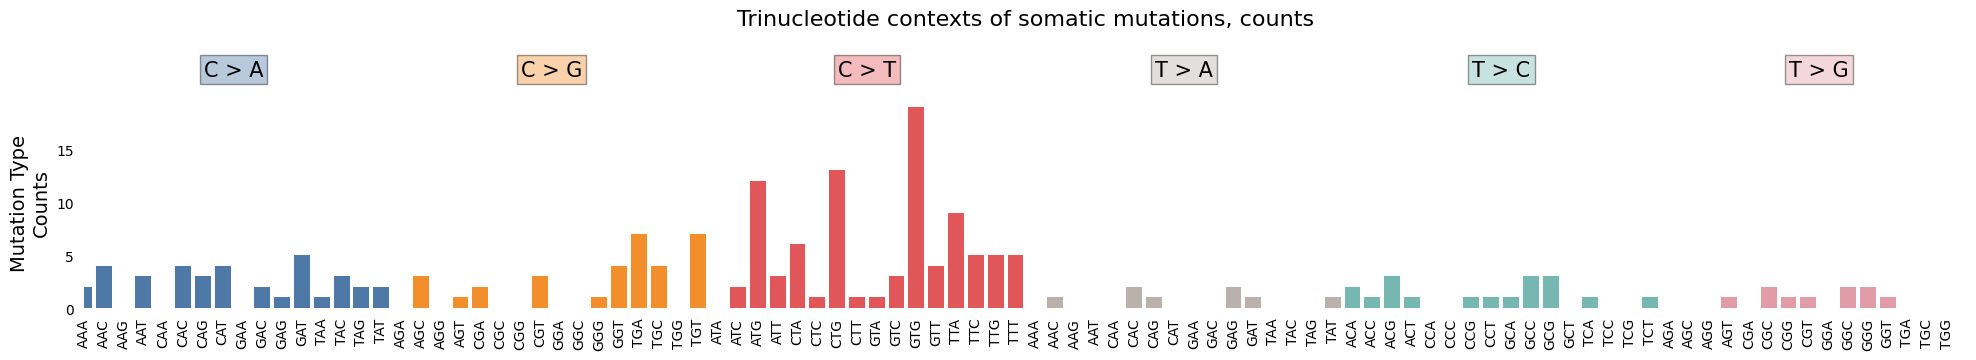 Trinucleotide contexts of somatic mutations, counts
C > A
C > G
C > T
T > A
T > C
T > G
Mutation Type
Counts
15
10
5
0
AAA
AAC
AAG
AAT
CAA
CAC
CAG
CAT
GAA
GAC
GAG
GAT
TAA
TAC
TAG
TAT
AGA
AGC
AGG
AGT
CGA
CGC
CGG
CGT
GGA
GGC
GGG
GGT
TGA
TGC
TGG
TGT
ATA
ATC
ATG
ATT
CTA
CTC
CTG
CTT
GTA
GTC
GTG
GTT
TTA
TTC
TTG
TTT
AAA
AAC
AAG
AAT
CAA
CAC
CAG
CAT
GAA
GAC
GAG
GAT
TAA
TAC
TAG
TAT
ACA
ACC
ACG
ACT
CCA
CCC
CCG
CCT
GCA
GCC
GCG
GCT
TCA
TCC
TCG
TCT
AGA
AGC
AGG
AGT
CGA
CGC
CGG
CGT
GGA
GGC
GGG
GGT
TGA
TGC
TGG